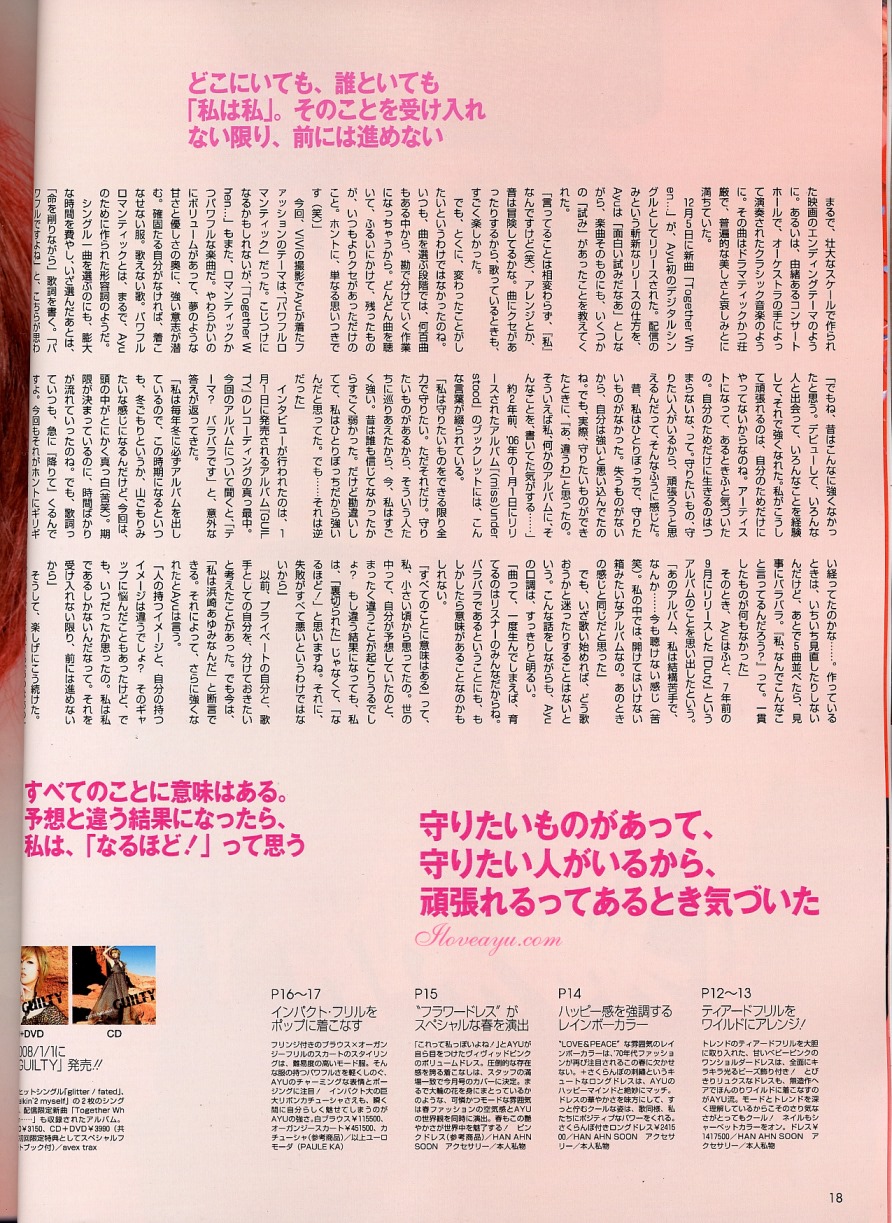 どこにいても、誰といても
「私は私」。そのことを受け入れ
ない限り、前には進めない
まるで、壮大なスケールで作られ
た映画のエンディングテーマのよう
に。あるいは、由緒あるコンサート
ホールで、オーケストラの手によっ
て演奏されたクラシック音楽のよう
に。その曲はドラマティックかつ荘
厳で、普遍的な美しさと哀しみとに
満ちていた。
12月5日に新曲「Together Wh
en...」が、Ayu初のデジタルシン
グルとしてリリースされた。配信の
みという斬新なリリースの仕方を、
Ayuは「面白い試みだなぁ」としな
がら、楽曲そのものにも、いくつか
の「試み」があったことを教えてく
れた。
「言ってることは相変わらず、『私』
なんですけど(笑)、アレンジとか、
音は冒険してるかな。曲にクセがあ
ったりするから、歌っているときも、
すごく楽しかった。
でも、とくに、変わったことがし
たいというわけではなかったのね。
いつも、曲を選ぶ段階では、何百曲
もある中から、勘で分けていく作業
になっちゃうから、どんどん曲を聴
いて、ふるいにかけて、残ったもの
が、いつもよりクセがあっただけの
こと。ホントに、単なる思いつきで
す(笑)」
今回、ViViの撮影でAyuが着たフ
ァッションのテーマは、「パワフルロ
マンティック」だった。こじつけに
なるかもしれないが、「Together W
hen...」もまた、ロマンティックか
つパワフルな楽曲だ。やわらかいの
にボリュームがあって、夢のような
甘さと優しさの奥に、強い意志が潜
む。確固たる自分がなければ、着こ
なせない服。歌えない歌。パワフル
ロマンティックとは、まるで、Ayu
のために作られた形容詞のようだ。
シングル一曲を選ぶのにも、膨大
な時間を費やし、いざ選んだあとは、
「命を削りながら」歌詞を書く。「パ
ワフルですよね」と、こちらが思わ
「でもね、昔はこんなに強くなかっ
たと思う。デビューして、いろんな
人と出会って、いろんなことを経験
して、それで強くなれた。私がこうし
て頑張れるのは、自分のためだけに
やってないからなのね。アーティス
トになって、あるときふと気づいた
の。自分のためだけに生きるのはつ
まらないな、って。守りたいもの、守
りたい人がいるから、頑張ろうと思
えるんだって、そんなふうに感じた。
昔、私はひとりぼっちで、守りた
いものがなかった。失うものがない
から、自分は強いと思い込んでたの
ね。でも、実際、守りたいものができ
たときに、『あ、違うわ』と思ったの。
そういえば私、何かのアルバムに、そ
んなことを、書いてた気がする......」
約2年前、'06年の1月1日にリリ
ースされたアルバム「(miss)under
stood」のブックレットには、こん
な言葉が綴られている。
「私は守りたいものをできる限り全
力で守りたい。ただそれだけ。守り
たいものがあるから、そういう人た
ちに巡りあえたから、今、私はすご
く強い。昔は誰も信じてなかったか
らすごく弱かった。だけど勘違いし
てて、私はひとりぼっちだから強い
んだと思ってた。でも......それは逆
だった」
インタビューが行われたのは、1
月1日に発売されるアルバム「GUIL
TY」のレコーディングの真っ最中。
今回のアルバムについて聞くと、「テ
ーマ? バラバラです」と、意外な
答えが返ってきた。
「私は毎年冬に必ずアルバムを出し
ているので、この時期になるといつ
も、冬ごもりというか、山ごもりみ
たいな感じになるんだけど、今回は、
頭の中がとにかく真っ白(苦笑)。期
限が決まっているのに、時間ばかり
が流れていったのね。でも、歌詞っ
ていつも、急に『降りて』くるんで
すよ。今回もそれがホントにギリギ
い経ってたのかな......。作っている
ときは、いちいち見直したりしない
んだけど、あとで5曲並べたら、見
事にバラバラ。『私、なんでこんなこ
と言ってるんだろう?』って。一貫
したものが何もなかった」
そのとき、Ayuはふと、7年前の
9月にリリースした「Duty」という
アルバムのことを思い出したという。
「あのアルバム、私は結構苦手で、
なんか......今も聴けない感じ(苦
笑)。私の中では、開けてはいけない
箱みたいなアルバムなの。あのとき
の感じと同じだと思った」
でも、いざ歌い始めれば、どう歌
おうかと迷ったりすることはないと
いう。こんな話をしながらも、Ayu
の口調は、すっきりと明るい。
「曲って、一度生んでしまえば、育
てるのはリスナーのみんなだからね。
バラバラであるということにも、も
しかしたら意味があることなのかも
しれない。
『すべてのことに意味はある』って、
私、小さい頃から思ってたの。世の
中って、自分が予想していたのと、
まったく違うことが起こりうるでし
ょ? もし違う結果になっても、私
は、『裏切られた』じゃなくて、『な
るほど!』と思いますね。それに、
失敗がすべて悪いというわけではな
いから」
以前、プライベートの自分と、歌
手としての自分を、分けておきたい
と考えたことがあった。でも今は、
「私は浜崎あゆみなんだ」と断言で
きる。それによって、さらに強くな
れたとAyuは言う。
「人の持つイメージと、自分の持つ
イメージは違うでしょ? そのギャ
ップに悩んだこともあったけど、で
も、いつだったか思ったの。私は私
であるしかないんだなって。それを
受け入れない限り、前には進めない
から」
そうして、楽しげにこう続けた。
すべてのことに意味はある。
予想と違う結果になったら、
私は、「なるほど!」って思う
守りたいものがあって、
守りたい人がいるから、
頑張れるってあるとき気づいた
Iloveayu.com
GUILTY
GUILTY
+DVD
CD
2008/1/1に
GUILTY」発売!!
ットシングル「glitter / fated」、
kin'2 myself」の2枚のシング
、配信限定曲「Together Wh
...」も収録されたアルバム。
¥3150、CD+DVD¥3990(共
初回限定特典としてスペシャルフ
トブック付)/avex trax
P16〜17
インパクト・フリルを
ポップに着こなす
フリンジ付きのブラウス×オーガン
ジーフリルのスカートのスタイリン
グは、難易度の高いモード服。そん
な服の持つパワフルさを軽くしのぐ、
AYUのチャーミングな表情とポー
ジングに注目! インパクト大の巨
大リボンカチューシャさえも、瞬く
間に自分らしく魅せてしまうのが
AYUの強さ。白ブラウス¥115500、
オーガンジースカート¥451500、カ
チューシャ(参考商品)/以上ユーロ
モーダ(PAULE KA)
P15
“フラワードレス”が
スペシャルな春を演出
「これって私っぽいよね!」とAYUが
自ら目をつけたヴィヴィッドピンク
のボリュームドレス。圧倒的な存在
感を誇る着こなしは、スタッフの満
場一致で今月号のカバーに決定。ま
るで大輪の花を身にまとっているか
のような、可憐かつモードな雰囲気
は春ファッションの空気感とAYU
の世界観を同時に演出。春もこの艶
やかさが世界中を魅了する! ピン
クドレス(参考商品)/HAN AHN
SOON アクセサリー/本人私物
P14
ハッピー感を強調する
レインボーカラー
“LOVE&PEACE”な雰囲気のレ
インボーカラーは、'70年代ファッショ
ンが再び注目されるこの春に欠かせ
ない。+さくらんぼの刺繍というキ
ュートなロングドレスは、AYUの
ハッピーマインドと絶妙にマッチ。
ドレスの華やかさを味方にして、す
っと佇むクールな姿は、歌同様、私
たちにポジティブなパワーをくれる。
さくらんぼ付きロングドレス¥2415
00/HAN AHN SOON アクセサ
リー/本人私物
P12〜13
ティアードフリルを
ワイルドにアレンジ!
トレンドのティアードフリルを大胆
に取り入れた、甘いベビーピンクの
ワンショルダードレスは、全面にキ
ラキラ光るビーズ飾り付き! とび
きりリュクスなドレスも、無造作ヘ
アでほんのりワイルドに着こなすの
がAYU流。モードとトレンドを深
く理解しているからこその力を抜き加
減がとってもクール! ネイルもシ
ャーベットカラーをオン。ドレス¥
1417500/HAN AHN SOON ア
クセサリー/本人私物
18